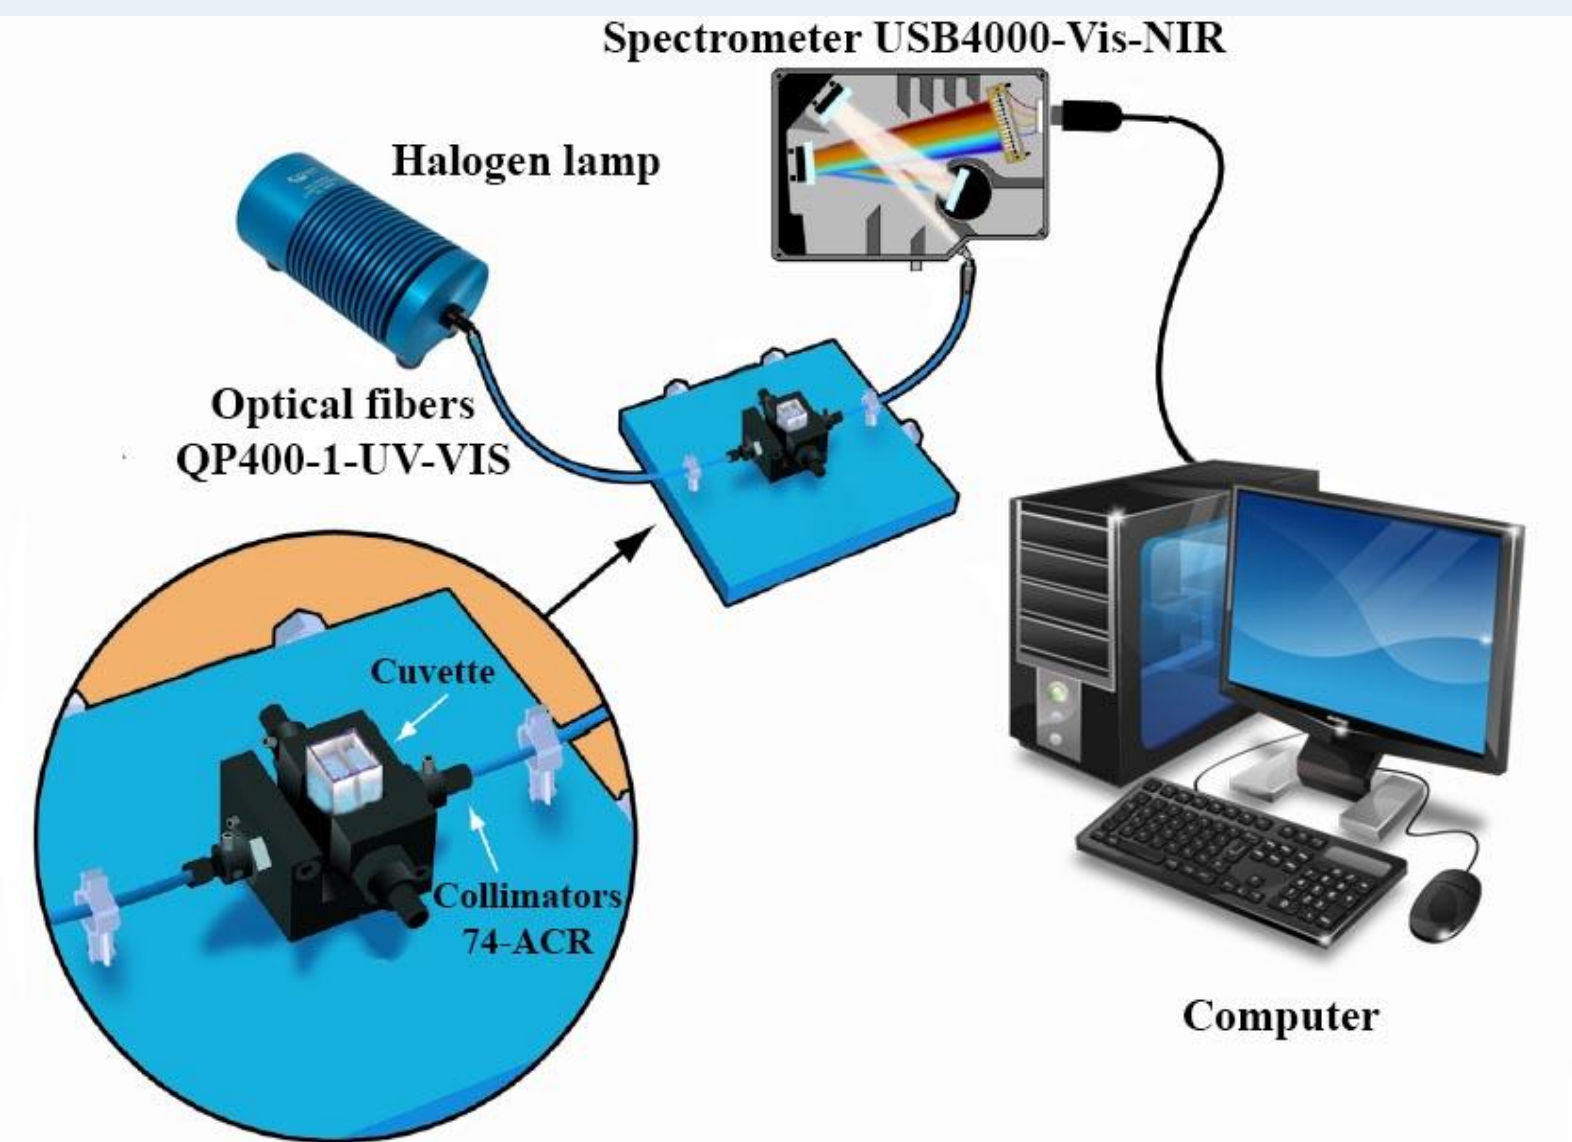 Spectrometer USB4000-Vis-NIR
Halogen lamp
Optical fibers
QP400-1-UV-VIS
Cuvette
Collimators
74-ACR
Computer